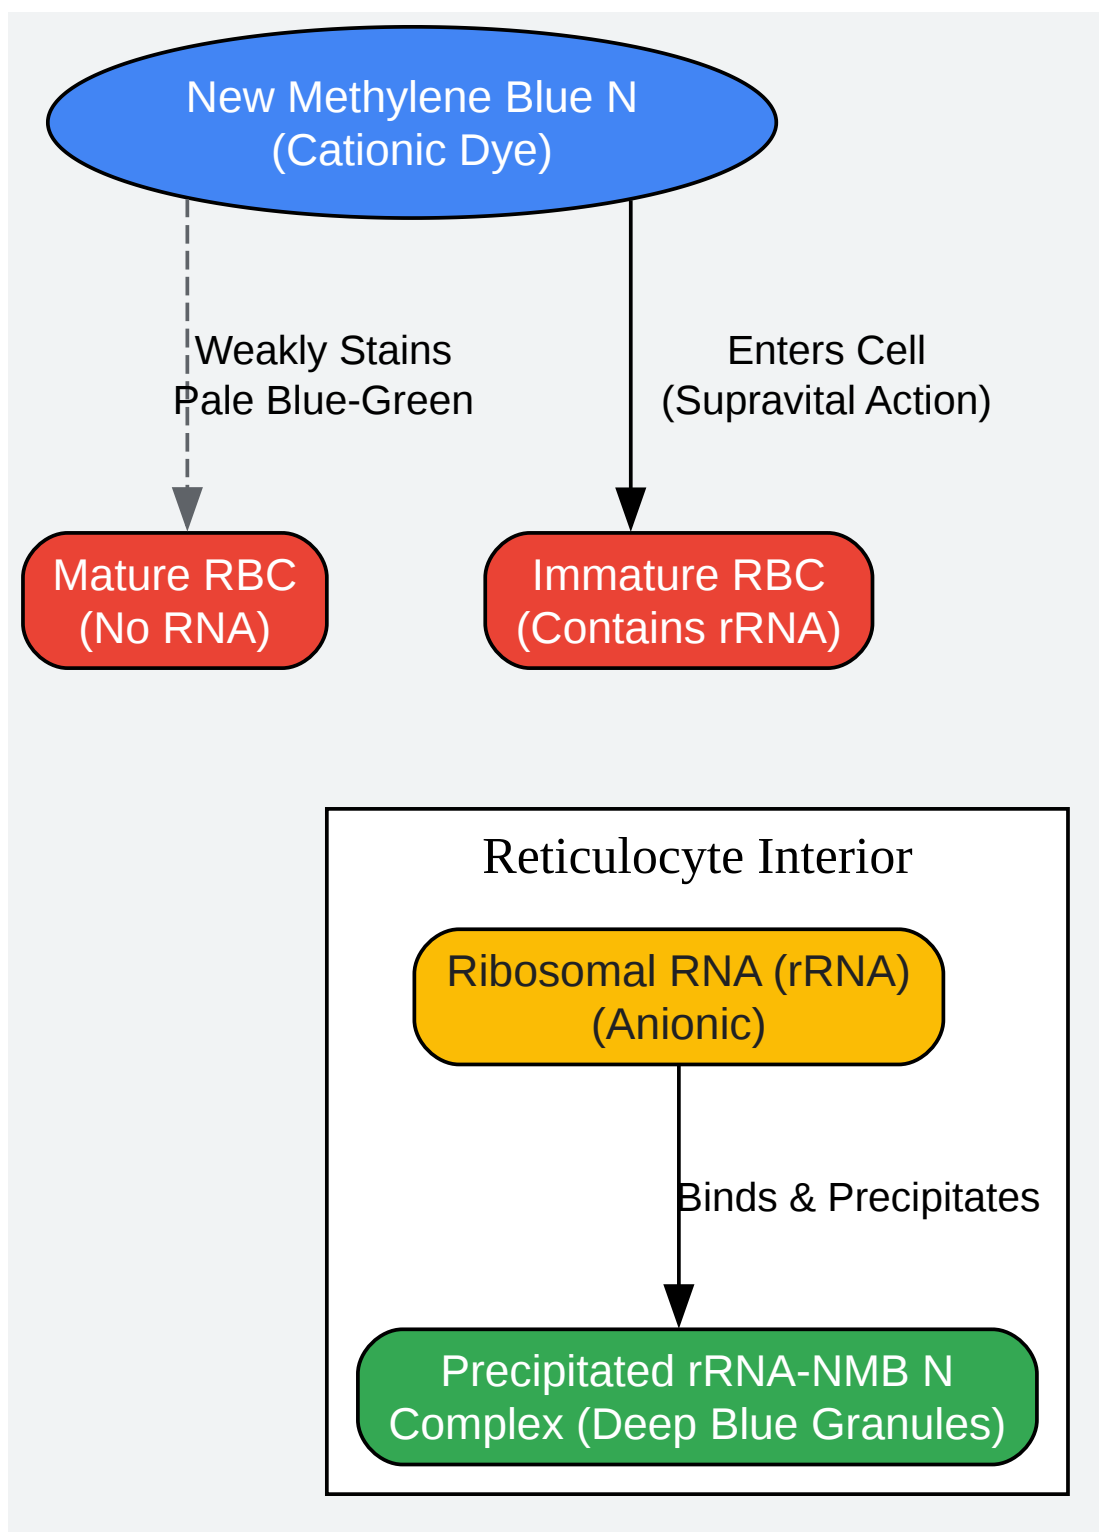 New Methylene Blue N
(Cationic Dye)
Weakly Stains
Pale Blue-Green
Enters Cell
(Supravital Action)
Mature RBC
(No RNA)
Immature RBC
(Contains rRNA)
Reticulocyte Interior
Ribosomal RNA (rRNA)
(Anionic)
Binds & Precipitates
Precipitated rRNA-NMB N
Complex (Deep Blue Granules)